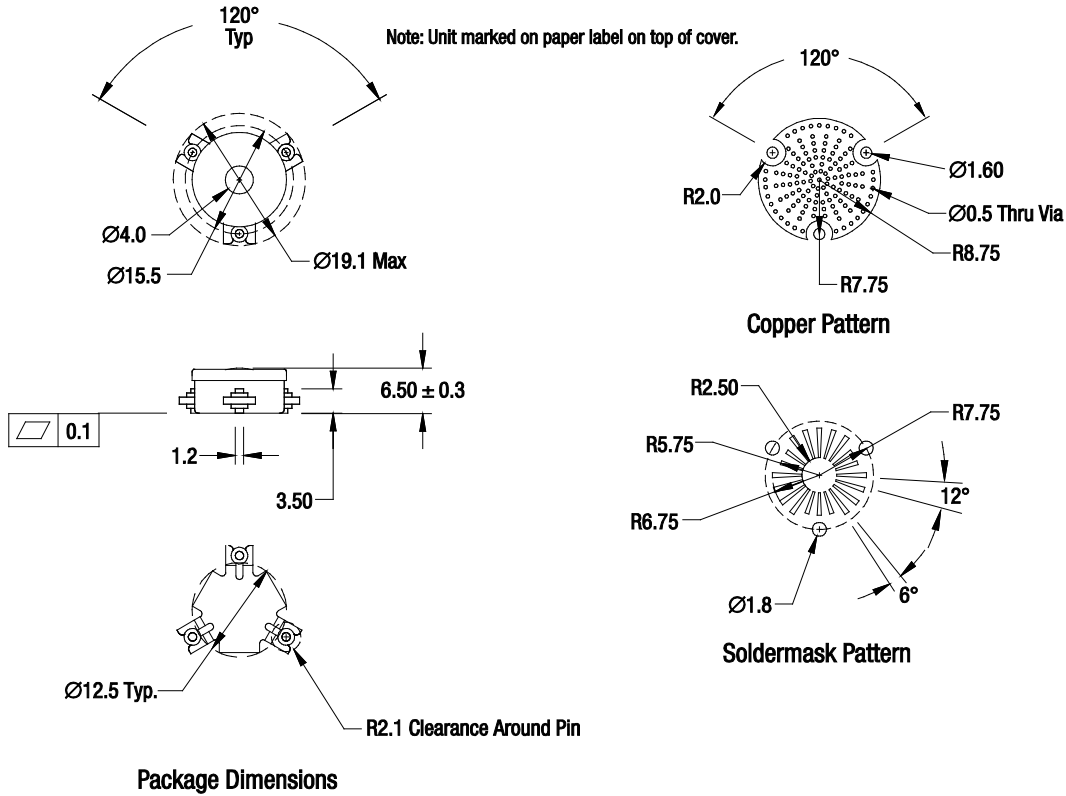 120°
Typ
Note: Unit marked on paper label on top of cover.
Ø4.0
Ø15.5
Ø19.1 Max
120°
R2.0
Ø1.60
Ø0.5 Thru Via
R8.75
R7.75
Copper Pattern
6.50 ± 0.3
0.1
1.2
3.50
R2.50
R7.75
R5.75
R6.75
12°
6°
Ø1.8
Soldermask Pattern
Ø12.5 Typ.
R2.1 Clearance Around Pin
Package Dimensions